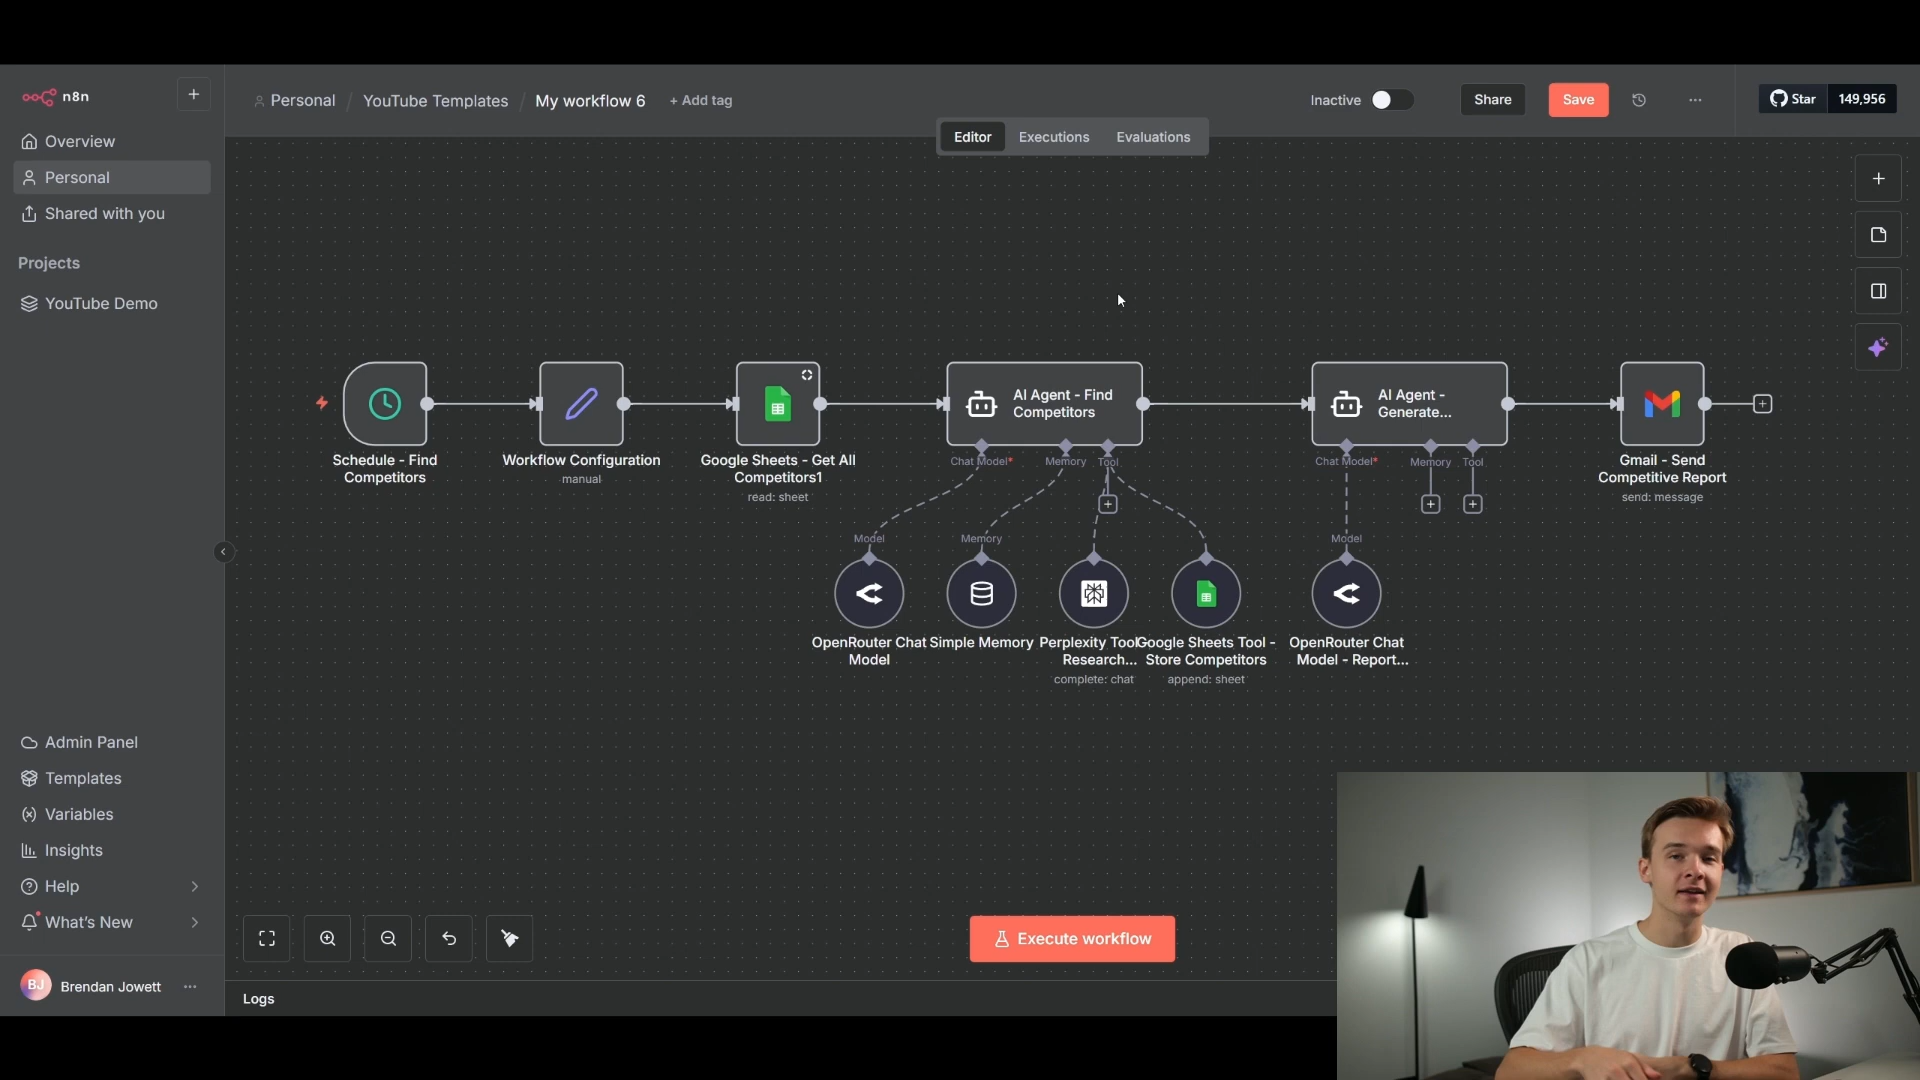 n8n
Personal / YouTube Templates / My workflow 6 + Add tag
Inactive
Share
Save
Star 149,956
Editor
Executions
Evaluations
Overview
Personal
Shared with you
Projects
YouTube Demo
Schedule - Find
Competitors
Workflow Configuration
manual
Google Sheets - Get All
Competitors1
read: sheet
AI Agent - Find
Competitors
Chat Model*
Memory
Tool
AI Agent -
Generate...
Chat Model*
Memory
Tool
Gmail - Send
Competitive Report
send: message
Model
Memory
Model
OpenRouter Chat
Model
Simple Memory
Perplexity Tool
Research...
complete: chat
Google Sheets Tool -
Store Competitors
append: sheet
OpenRouter Chat
Model - Report...
Admin Panel
Templates
Variables
Insights
Help
What's New
BJ
Brendan Jowett
Execute workflow
Logs